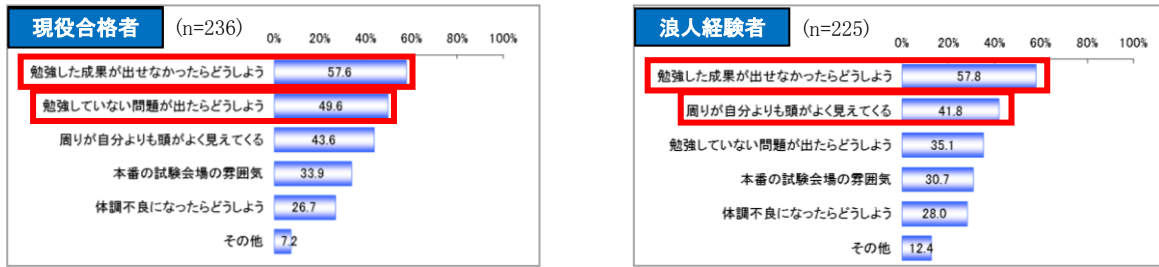 現役合格者 (n=236)
0% 20% 40% 60% 80% 100%
勉強した成果が出せなかったらどうしよう 57.6
勉強していない問題が出たらどうしよう 49.6
周りが自分よりも頭がよく見えてくる 43.6
本番の試験会場の雰囲気 33.9
体調不良になったらどうしよう 26.7
その他 7.2
浪人経験者 (n=225)
0% 20% 40% 60% 80% 100%
勉強した成果が出せなかったらどうしよう 57.8
周りが自分よりも頭がよく見えてくる 41.8
勉強していない問題が出たらどうしよう 35.1
本番の試験会場の雰囲気 30.7
体調不良になったらどうしよう 28.0
その他 12.4